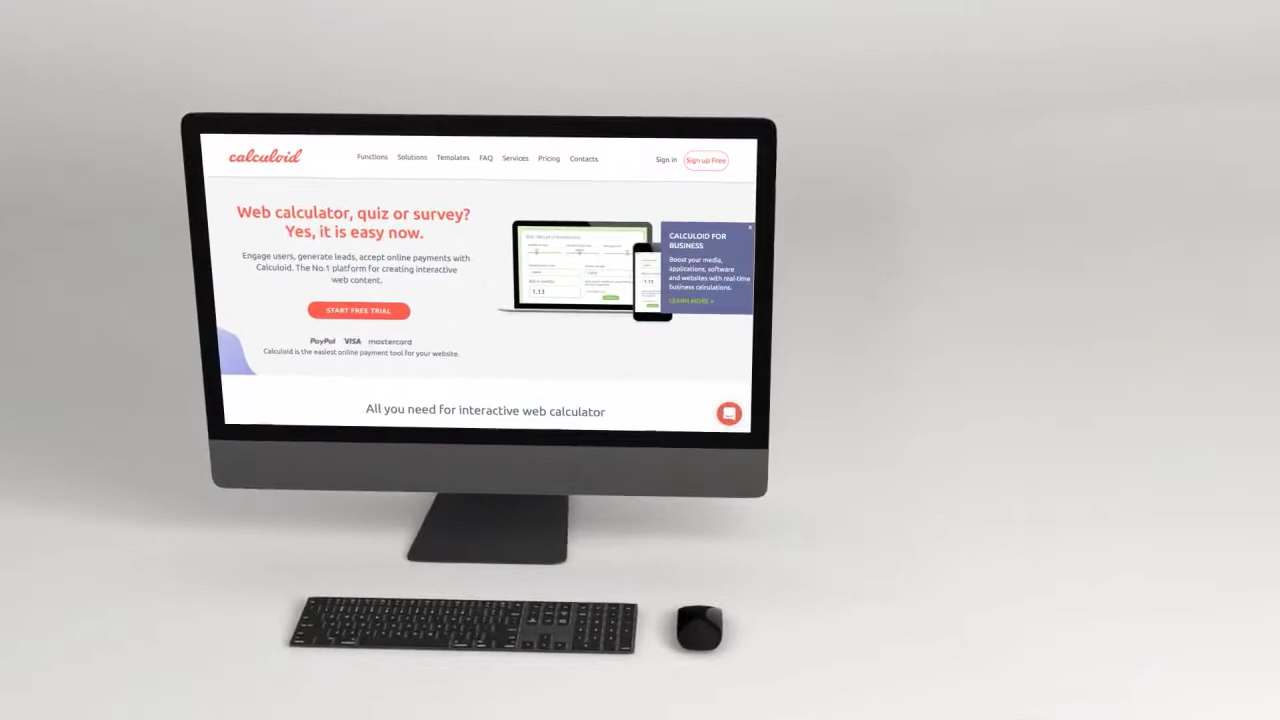 calculoid
Functions Solutions Templates FAQ Services Pricing Contacts
Sign in Sign up Free
Web calculator, quiz or survey?
Yes, it is easy now.
Engage users, generate leads, accept online payments with
Calculoid. The No.1 platform for creating interactive
web content.
START FREE TRIAL
PayPal VISA mastercard
Calculoid is the easiest online payment tool for your website.
1.13
1.13
CALCULOID FOR
BUSINESS
Boost your media,
applications, software
and websites with real-time
business calculations.
LEARN MORE >
All you need for interactive web calculator